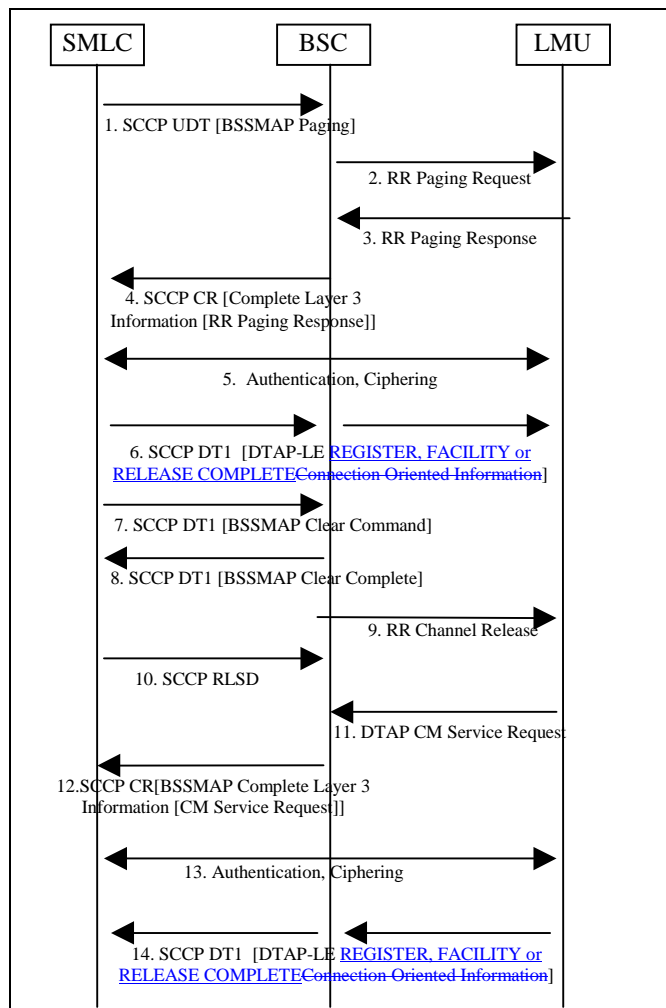 SMLC BSC LMU
1. SCCP UDT [BSSMAP Paging]
2. RR Paging Request
3. RR Paging Response
4. SCCP CR [Complete Layer 3
Information [RR Paging Response]]
5. Authentication, Ciphering
6. SCCP DT1 [DTAP-LE REGISTER, FACILITY or
RELEASE COMPLETEConnection Oriented Information]
7. SCCP DT1 [BSSMAP Clear Command]
8. SCCP DT1 [BSSMAP Clear Complete]
9. RR Channel Release
10. SCCP RLSD
11. DTAP CM Service Request
12.SCCP CR[BSSMAP Complete Layer 3
Information [CM Service Request]]
13. Authentication, Ciphering
14. SCCP DT1 [DTAP-LE REGISTER, FACILITY or
RELEASE COMPLETEConnection Oriented Information]